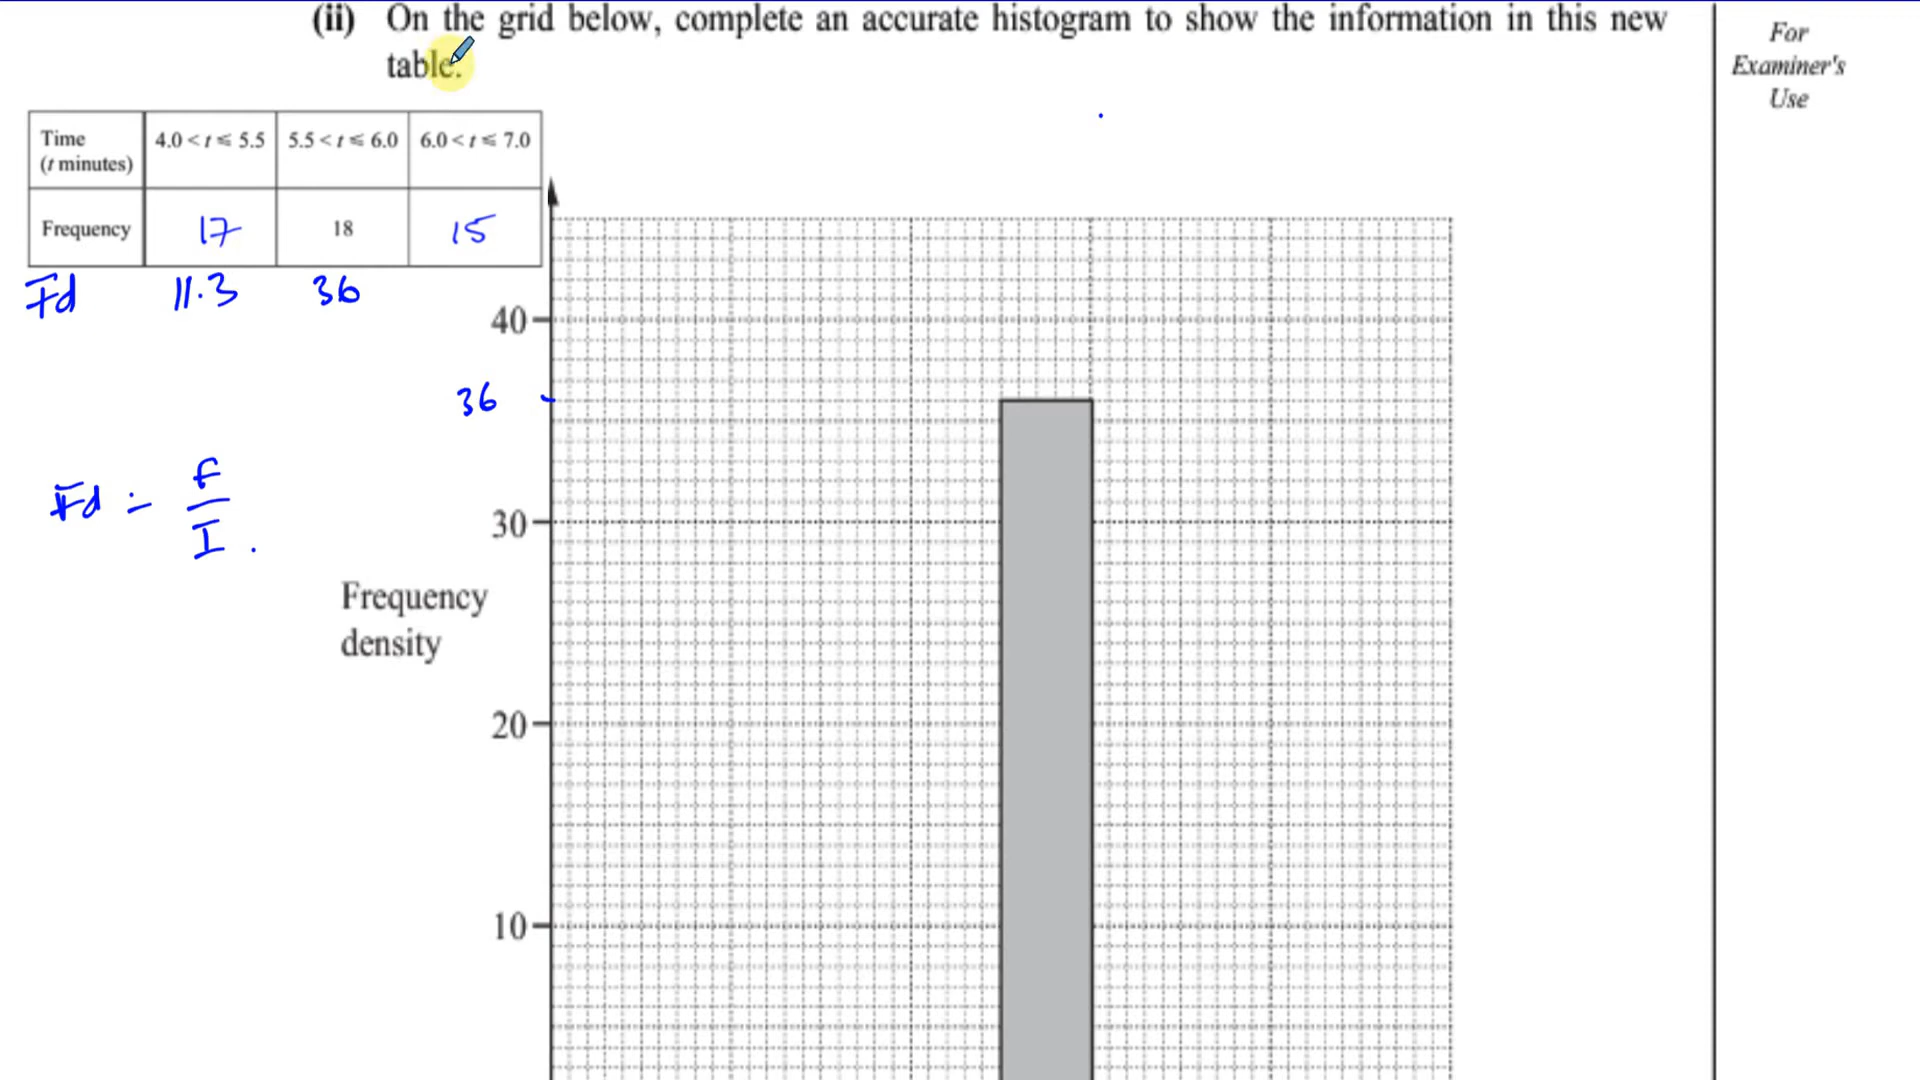 (ii) On the grid below, complete an accurate histogram to show the information in this new
table.
For
Examiner's
Use
Time
(t minutes)
4.0 < t ⩽ 5.5
5.5 < t ⩽ 6.0
6.0 < t ⩽ 7.0
Frequency
17
18
15
Fd 11.3 36
40
36
Fd = F
I .
30
Frequency
density
20
10